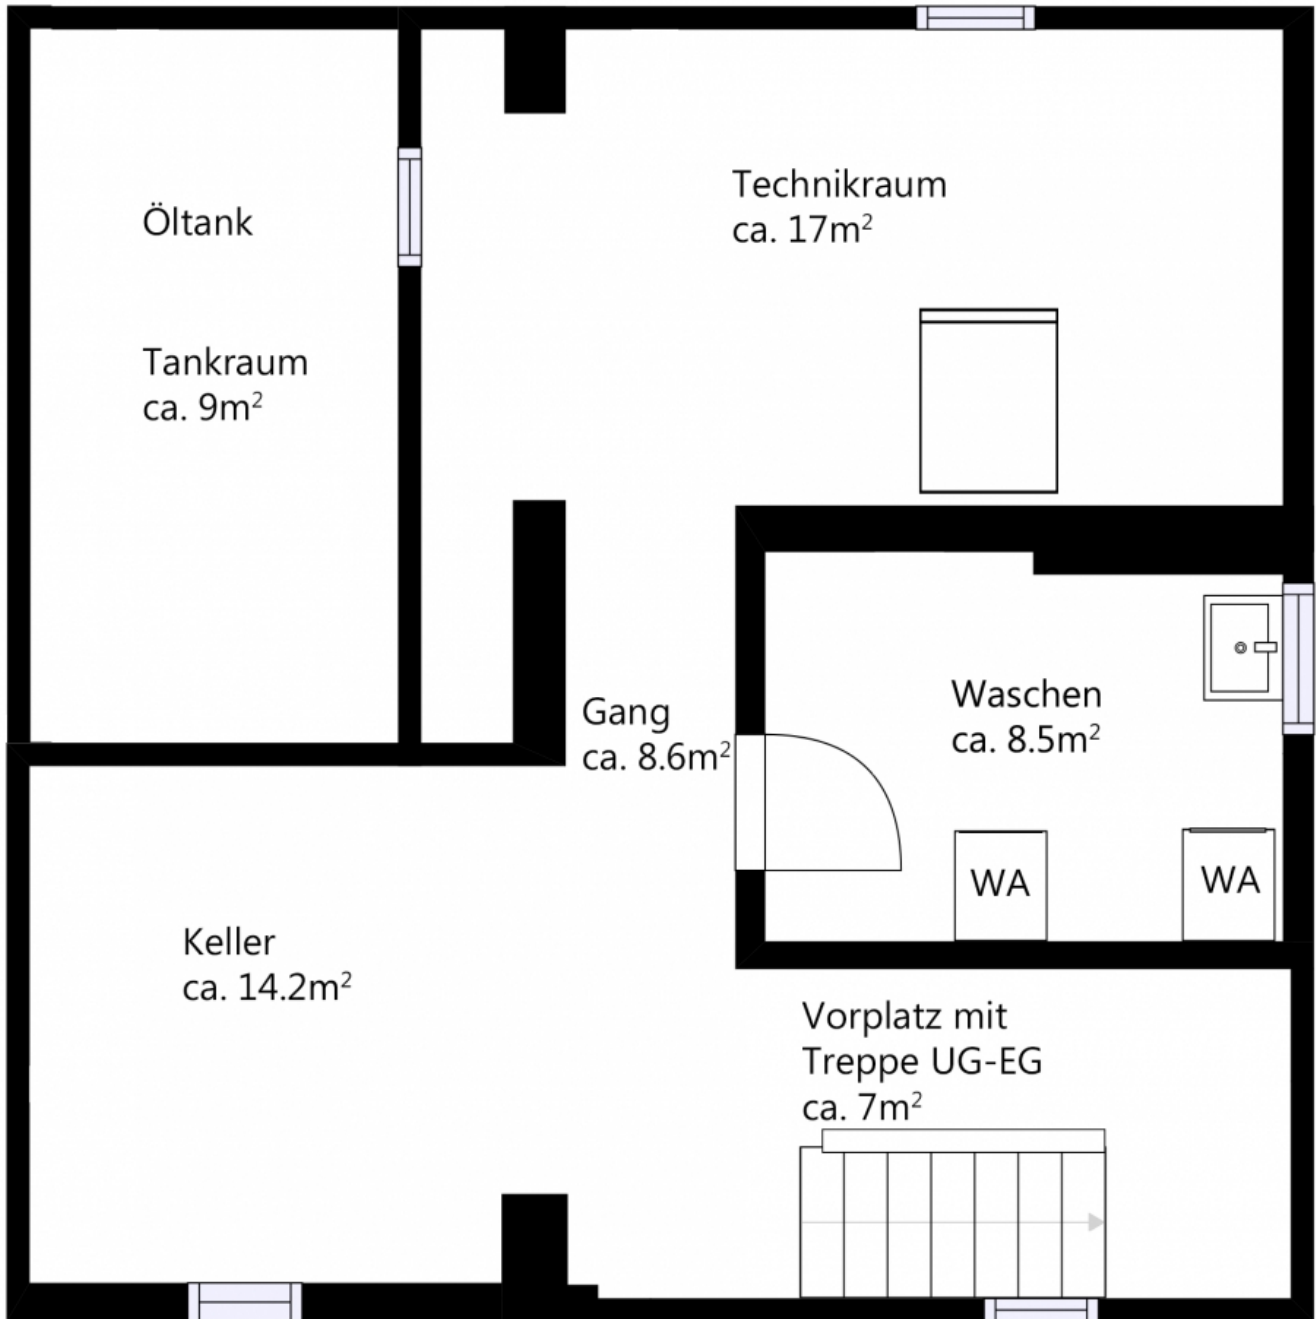 Technikraum
ca. 17m²
Öltank
Tankraum
ca. 9m²
Waschen
ca. 8.5m²
Gang
ca. 8.6m²
WA
WA
Keller
ca. 14.2m²
Vorplatz mit
Treppe UG-EG
ca. 7m²